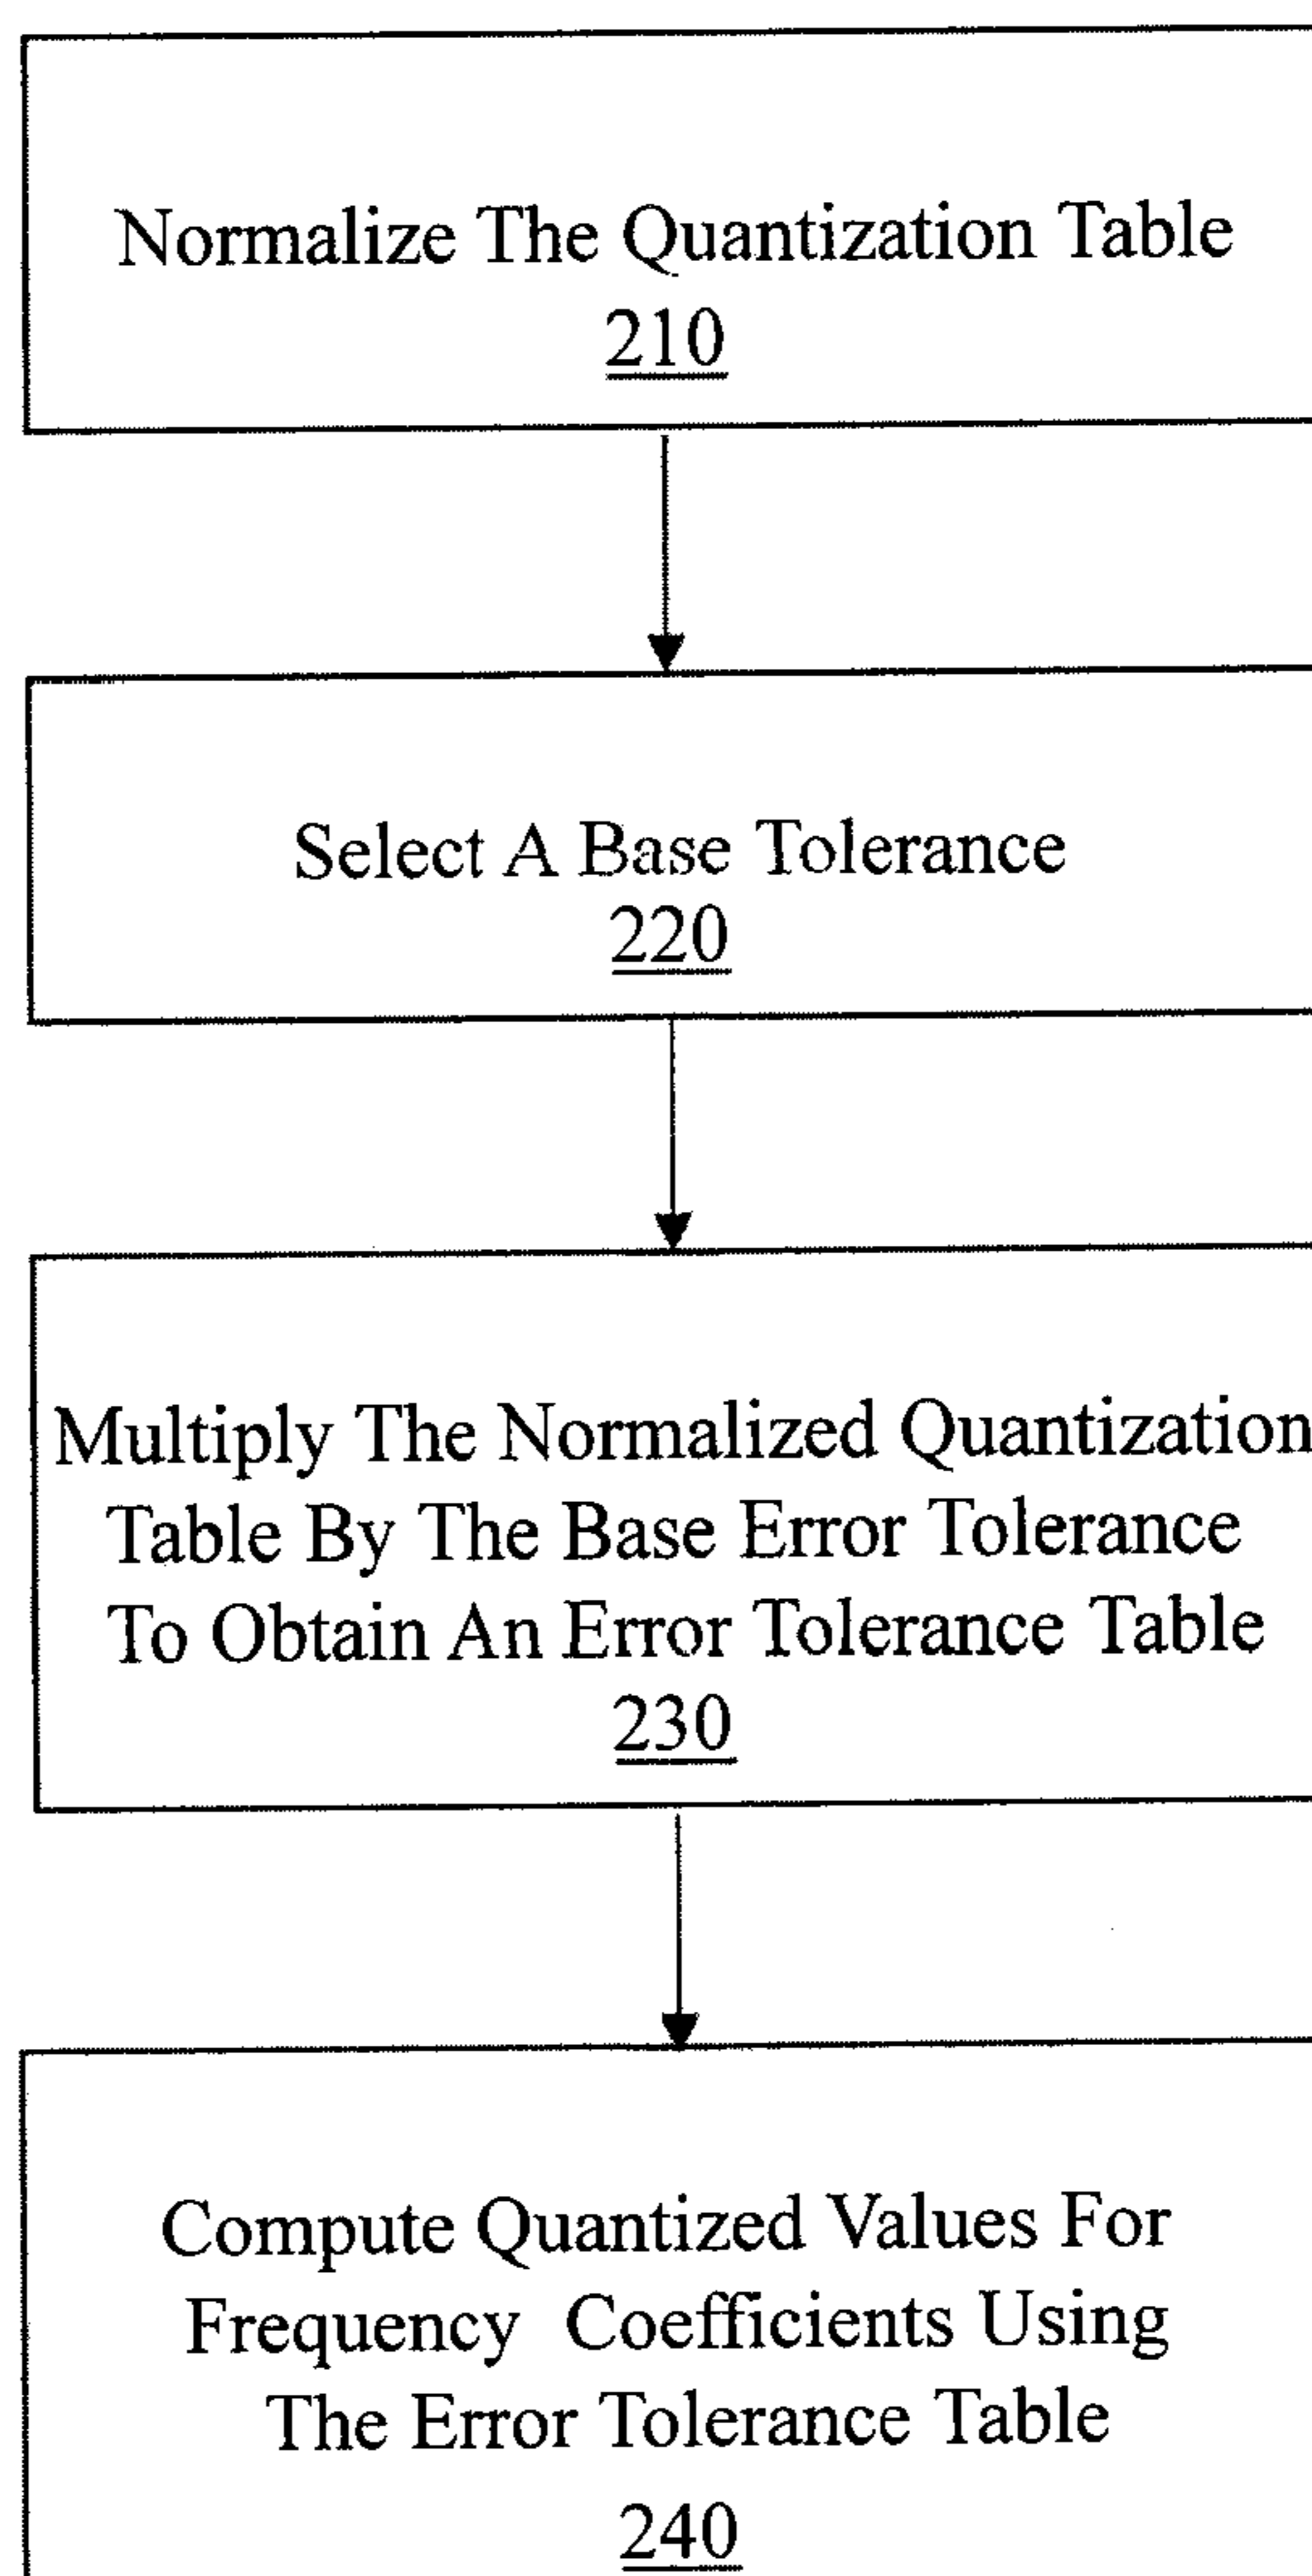 Normalize The Quantization Table
210
Select A Base Tolerance
220
Multiply The Normalized Quantization
Table By The Base Error Tolerance
To Obtain An Error Tolerance Table
230
Compute Quantized Values For
Frequency Coefficients Using
The Error Tolerance Table
240